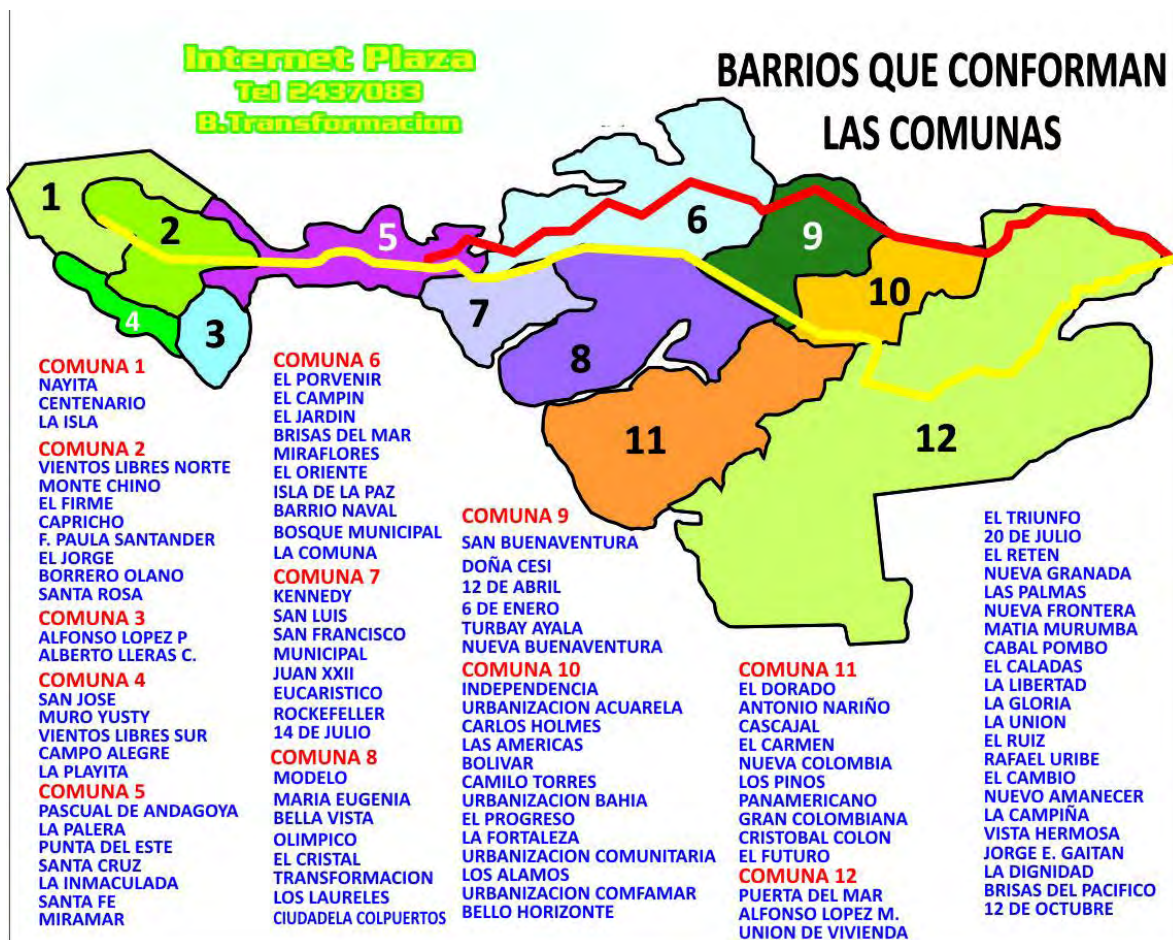 Internet Plaza
Tel 2437083
B.Transformacion
BARRIOS QUE CONFORMAN
LAS COMUNAS
1
2
3
4
5
6
7
8
9
10
11
12
COMUNA 1
NAYITA
CENTENARIO
LA ISLA
COMUNA 2
VIENTOS LIBRES NORTE
MONTE CHINO
EL FIRME
CAPRICHO
F. PAULA SANTANDER
EL JORGE
BORRERO OLANO
SANTA ROSA
COMUNA 3
ALFONSO LOPEZ P
ALBERTO LLERAS C.
COMUNA 4
SAN JOSE
MURO YUSTY
VIENTOS LIBRES SUR
CAMPO ALEGRE
LA PLAYITA
COMUNA 5
PASCUAL DE ANDAGOYA
LA PALERA
PUNTA DEL ESTE
SANTA CRUZ
LA INMACULADA
SANTA FE
MIRAMAR
COMUNA 6
EL PORVENIR
EL CAMPIN
EL JARDIN
BRISAS DEL MAR
MIRAFLORES
EL ORIENTE
ISLA DE LA PAZ
BARRIO NAVAL
BOSQUE MUNICIPAL
LA COMUNA
COMUNA 7
KENNEDY
SAN LUIS
SAN FRANCISCO
MUNICIPAL
JUAN XXII
EUCARISTICO
ROCKEFELLER
14 DE JULIO
COMUNA 8
MODELO
MARIA EUGENIA
BELLA VISTA
OLIMPICO
EL CRISTAL
TRANSFORMACION
LOS LAURELES
CIUDADELA COLPUERTOS
COMUNA 9
SAN BUENAVENTURA
DOÑA CESI
12 DE ABRIL
6 DE ENERO
TURBAY AYALA
NUEVA BUENAVENTURA
COMUNA 10
INDEPENDENCIA
URBANIZACION ACUARELA
CARLOS HOLMES
LAS AMERICAS
BOLIVAR
CAMILO TORRES
URBANIZACION BAHIA
EL PROGRESO
LA FORTALEZA
URBANIZACION COMUNITARIA
LOS ALAMOS
URBANIZACION COMFAMAR
BELLO HORIZONTE
COMUNA 11
EL DORADO
ANTONIO NARIÑO
CASCAJAL
EL CARMEN
NUEVA COLOMBIA
LOS PINOS
PANAMERICANO
GRAN COLOMBIANA
CRISTOBAL COLON
EL FUTURO
COMUNA 12
PUERTA DEL MAR
ALFONSO LOPEZ M.
UNION DE VIVIENDA
EL TRIUNFO
20 DE JULIO
EL RETEN
NUEVA GRANADA
LAS PALMAS
NUEVA FRONTERA
MATIA MURUMBA
CABAL POMBO
EL CALADAS
LA LIBERTAD
LA GLORIA
LA UNION
EL RUIZ
RAFAEL URIBE
EL CAMBIO
NUEVO AMANECER
LA CAMPIÑA
VISTA HERMOSA
JORGE E. GAITAN
LA DIGNIDAD
BRISAS DEL PACIFICO
12 DE OCTUBRE